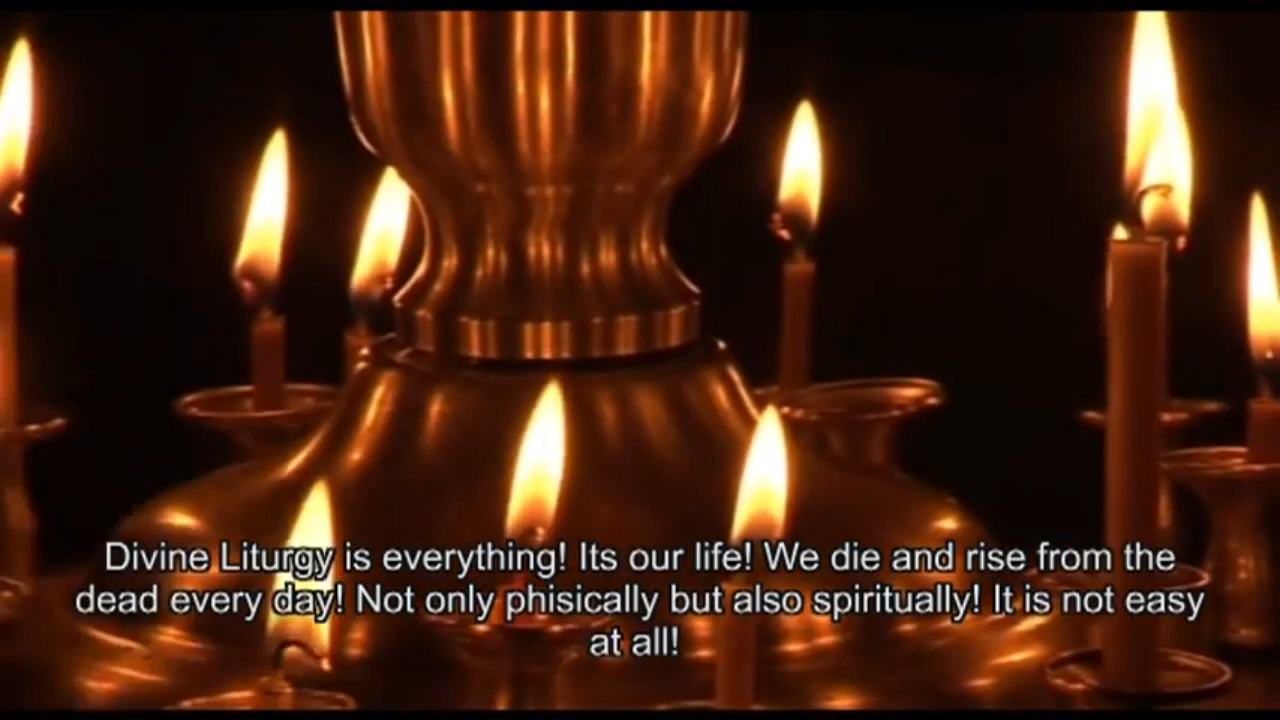 Divine Liturgy is everything! Its our life! We die and rise from the
dead every day! Not only phisically but also spiritually! It is not easy
at all!